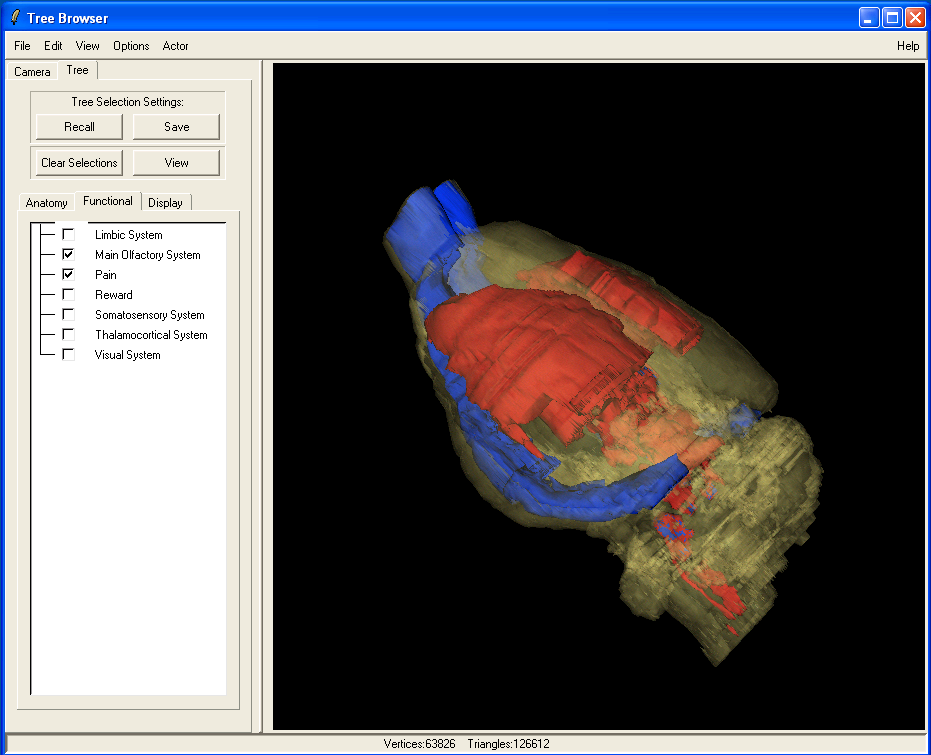 Tree Browser
File Edit View Options Actor Help
Camera Tree
Tree Selection Settings:
Recall Save
Clear Selections View
Anatomy Functional Display
Limbic System
Main Olfactory System
Pain
Reward
Somatosensory System
Thalamocortical System
Visual System
Vertices:63826 Triangles:126612